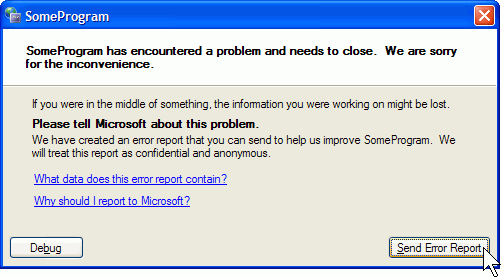 SomeProgram
SomeProgram has encountered a problem and needs to close.  We are sorry
for the inconvenience.
If you were in the middle of something, the information you were working on might be lost.
Please tell Microsoft about this problem.
We have created an error report that you can send to help us improve SomeProgram.  We
will treat this report as confidential and anonymous.
What data does this error report contain?
Why should I report to Microsoft?
Debug
Send Error Report